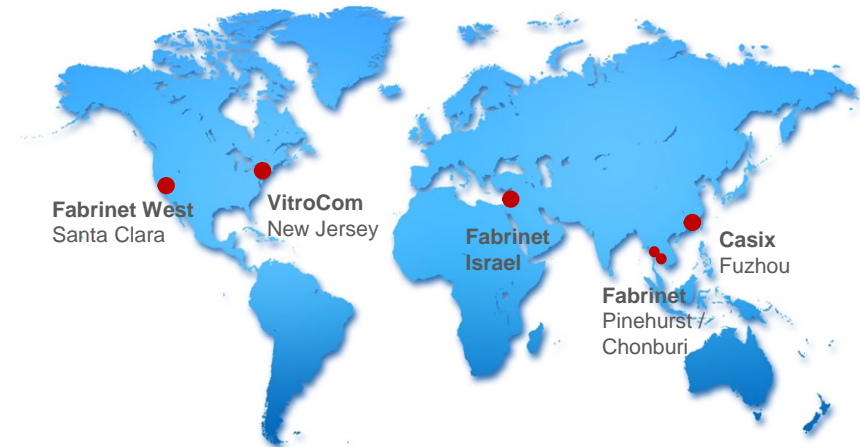 Fabrinet West
Santa Clara
VitroCom
New Jersey
Fabrinet
Israel
Casix
Fuzhou
Fabrinet
Pinehurst /
Chonburi